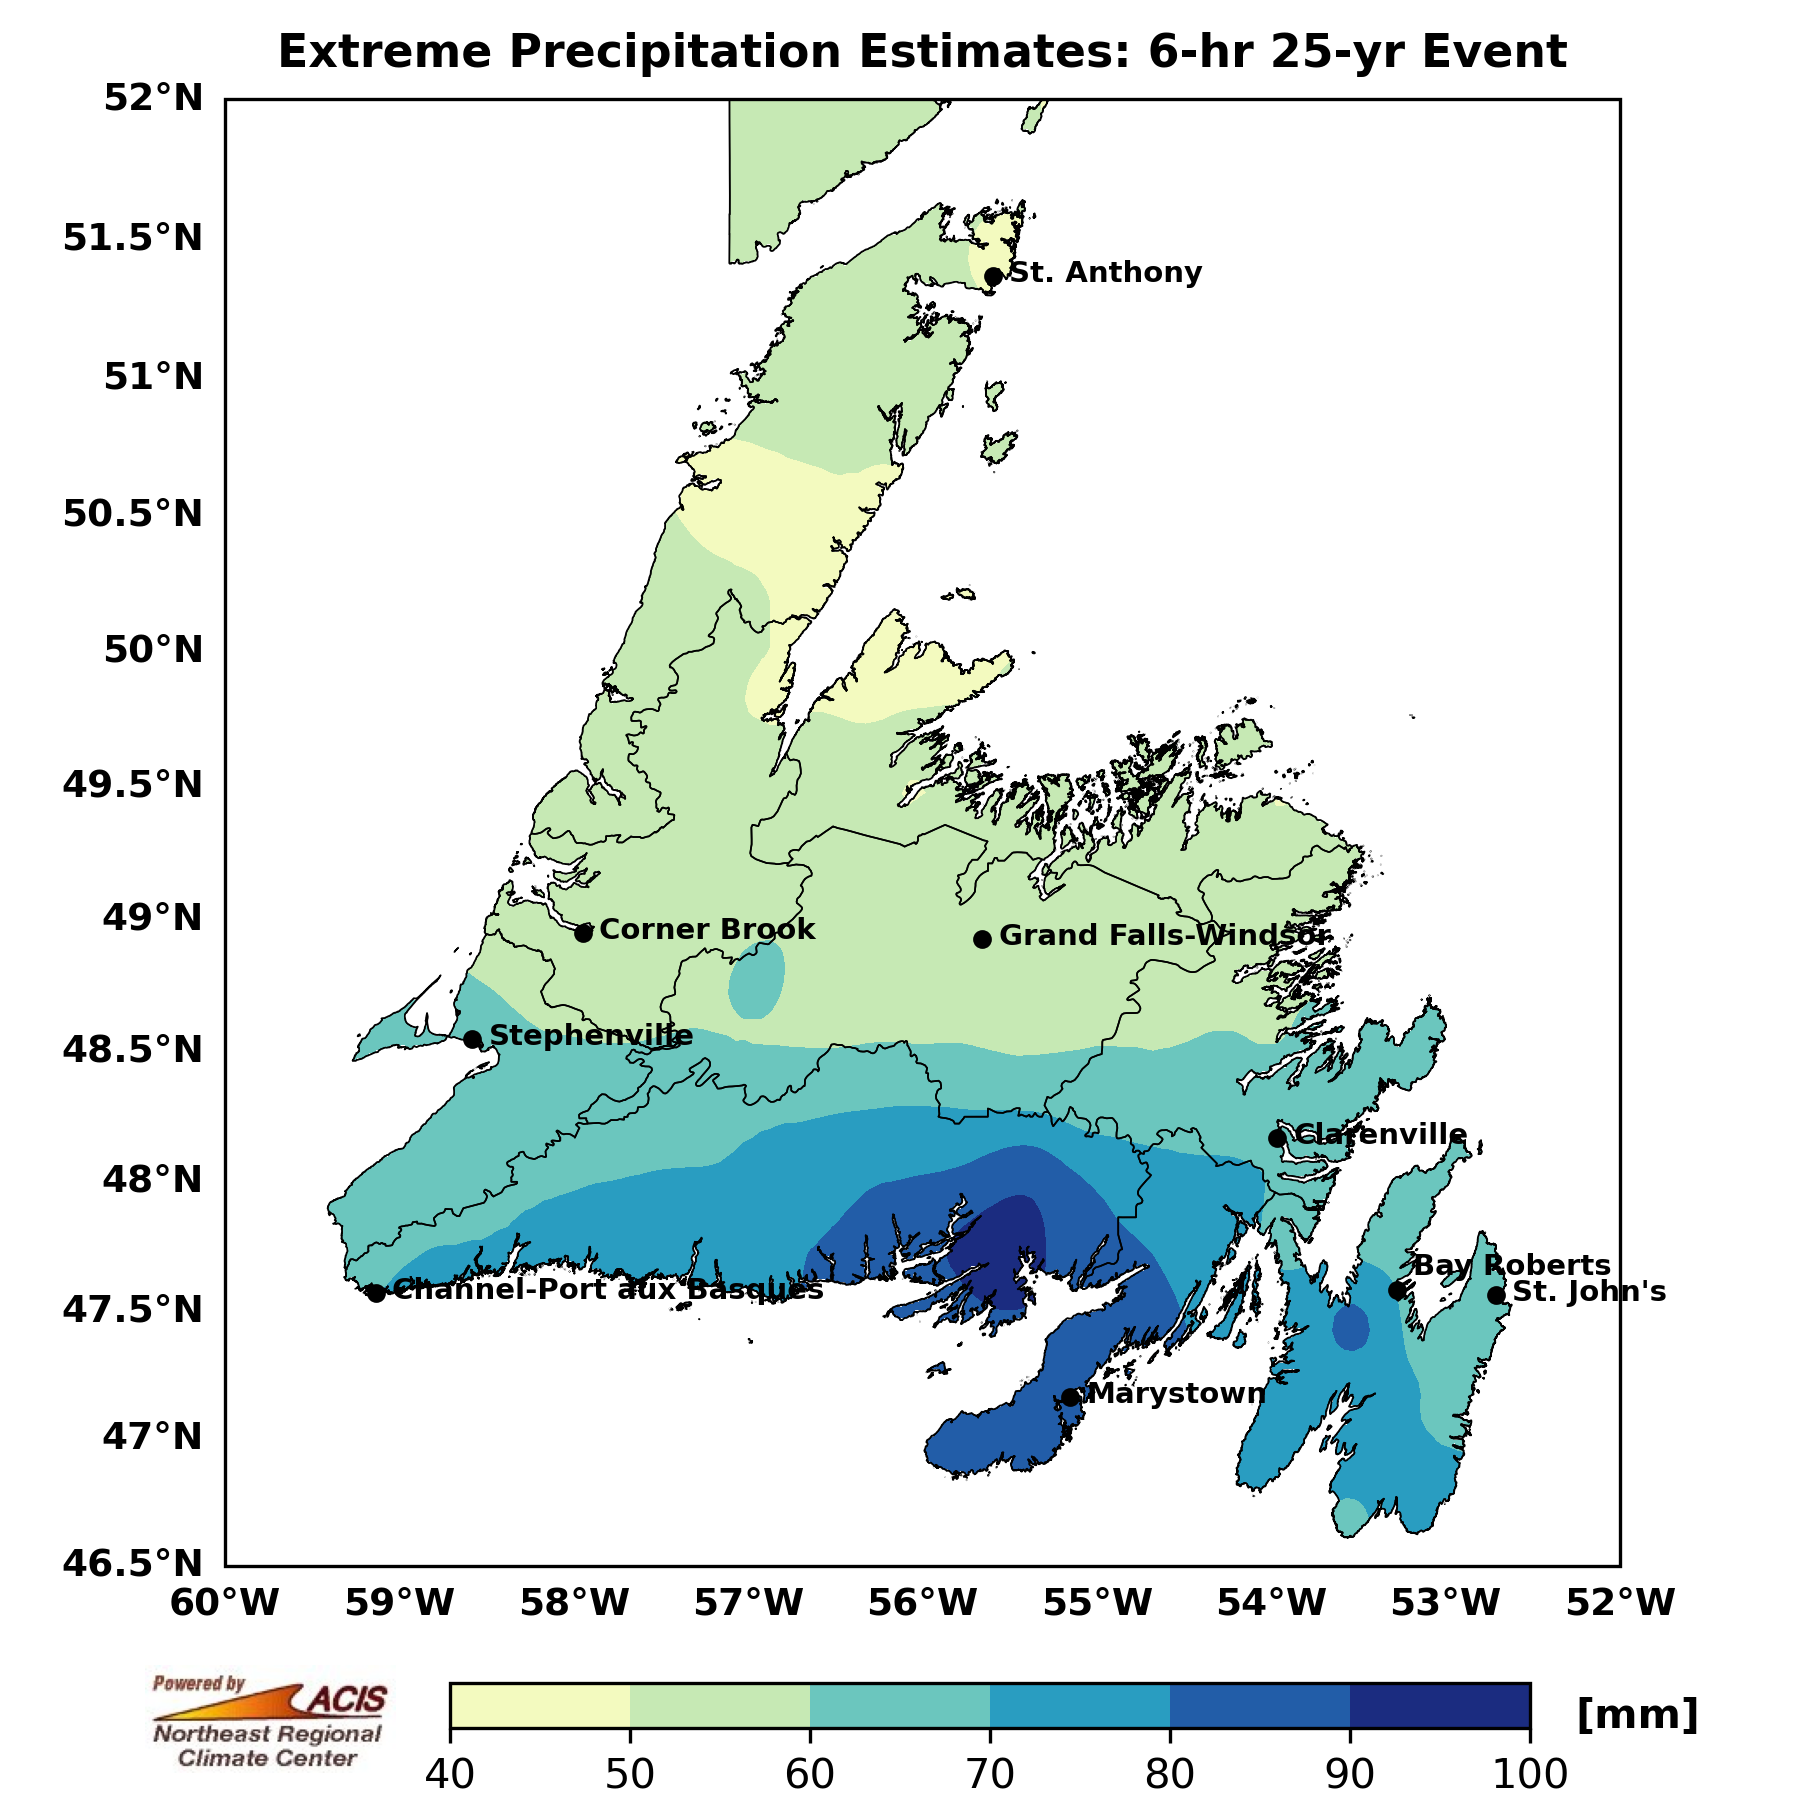 Extreme Precipitation Estimates: 6-hr 25-yr Event
52°N
51.5°N
51°N
50.5°N
50°N
49.5°N
49°N
48.5°N
48°N
47.5°N
47°N
46.5°N
St. Anthony
Corner Brook
Grand Falls-Windsor
Stephenville
Clarenville
Bay Roberts
Channel-Port aux Basques
St. John's
Marystown
60°W 59°W 58°W 57°W 56°W 55°W 54°W 53°W 52°W
Powered by
ACIS
Northeast Regional
Climate Center
[mm]
40 50 60 70 80 90 100